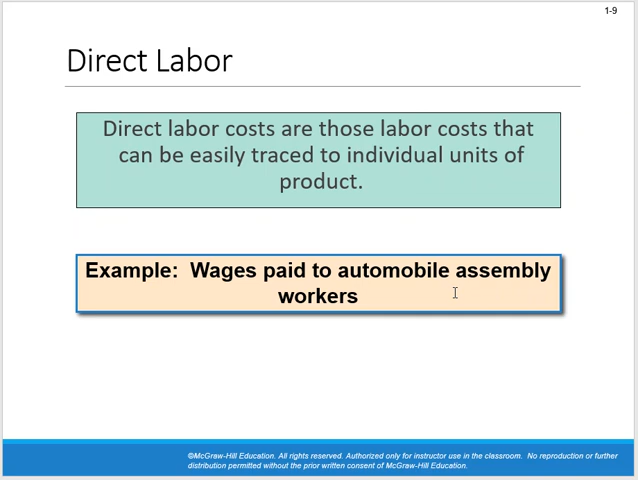 1-9
Direct Labor
Direct labor costs are those labor costs that
can be easily traced to individual units of
product.
Example:  Wages paid to automobile assembly
workers
©McGraw-Hill Education. All rights reserved. Authorized only for instructor use in the classroom.  No reproduction or further
distribution permitted without the prior written consent of McGraw-Hill Education.